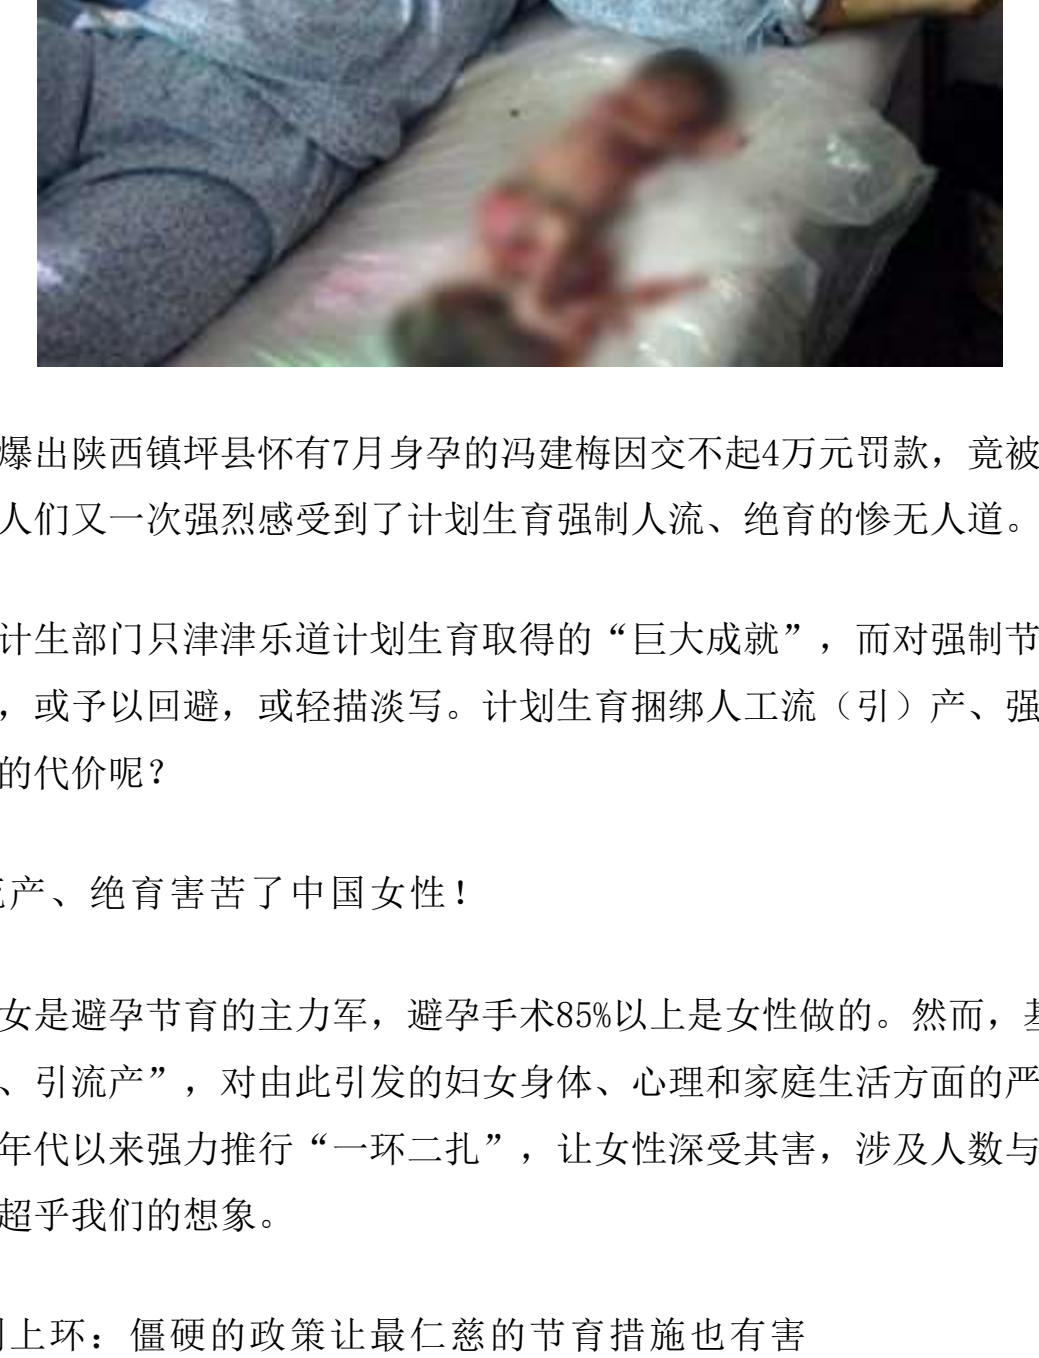 爆出陕西镇坪县怀有7月身孕的冯建梅因交不起4万元罚款，竟被
人们又一次强烈感受到了计划生育强制人流、绝育的惨无人道。
计生部门只津津乐道计划生育取得的“巨大成就”，而对强制节
，或予以回避，或轻描淡写。计划生育捆绑人工流（引）产、强
的代价呢？
产、绝育害苦了中国女性！
女是避孕节育的主力军，避孕手术85%以上是女性做的。然而，
、引流产”，对由此引发的妇女身体、心理和家庭生活方面的严
年代以来强力推行“一环二扎”，让女性深受其害，涉及人数与
超乎我们的想象。
上环：僵硬的政策让最仁慈的节育措施也有害